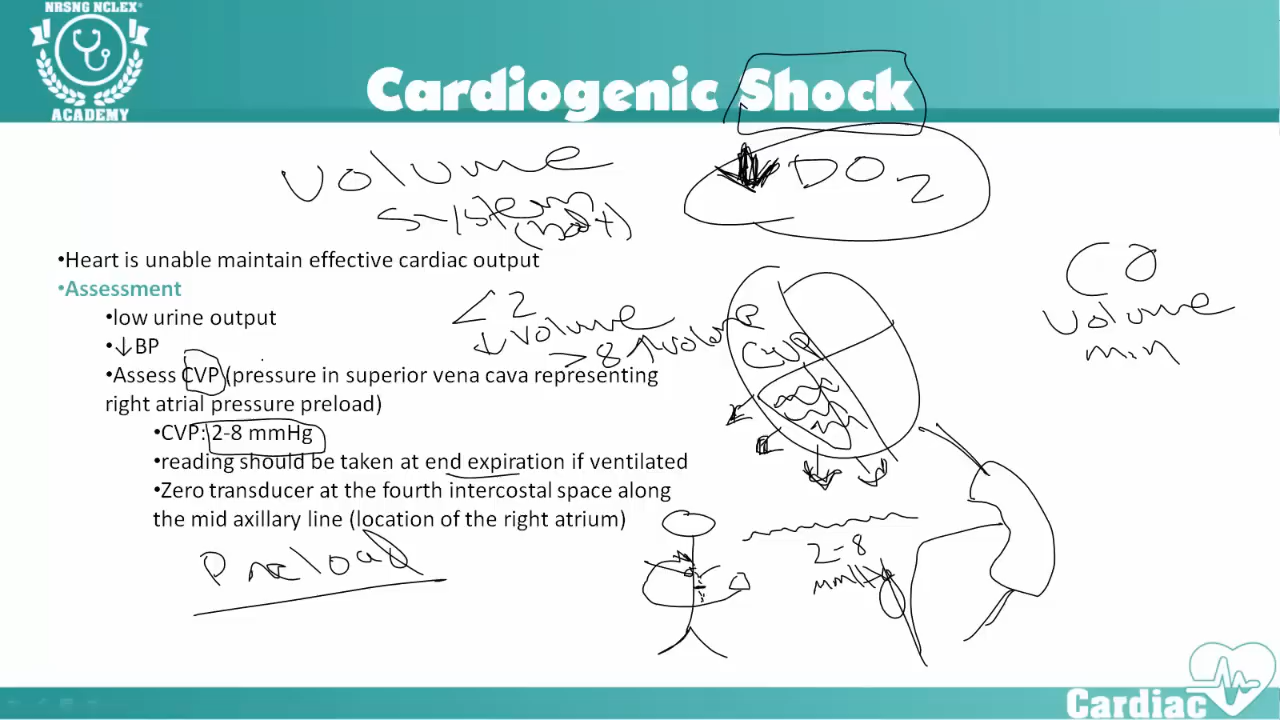 NRSNG NCLEX®
ACADEMY
Cardiogenic Shock
volume
system
↓ DO2
•Heart is unable maintain effective cardiac output
•Assessment
•low urine output
•↓BP
•Assess CVP (pressure in superior vena cava representing
right atrial pressure preload)
•CVP: 2-8 mmHg
•reading should be taken at end expiration if ventilated
•Zero transducer at the fourth intercostal space along
the mid axillary line (location of the right atrium)
<2
↓volume
>8 ↑volume
CVP
CO
volume
min
Preload
2-8
mmHg
Cardiac